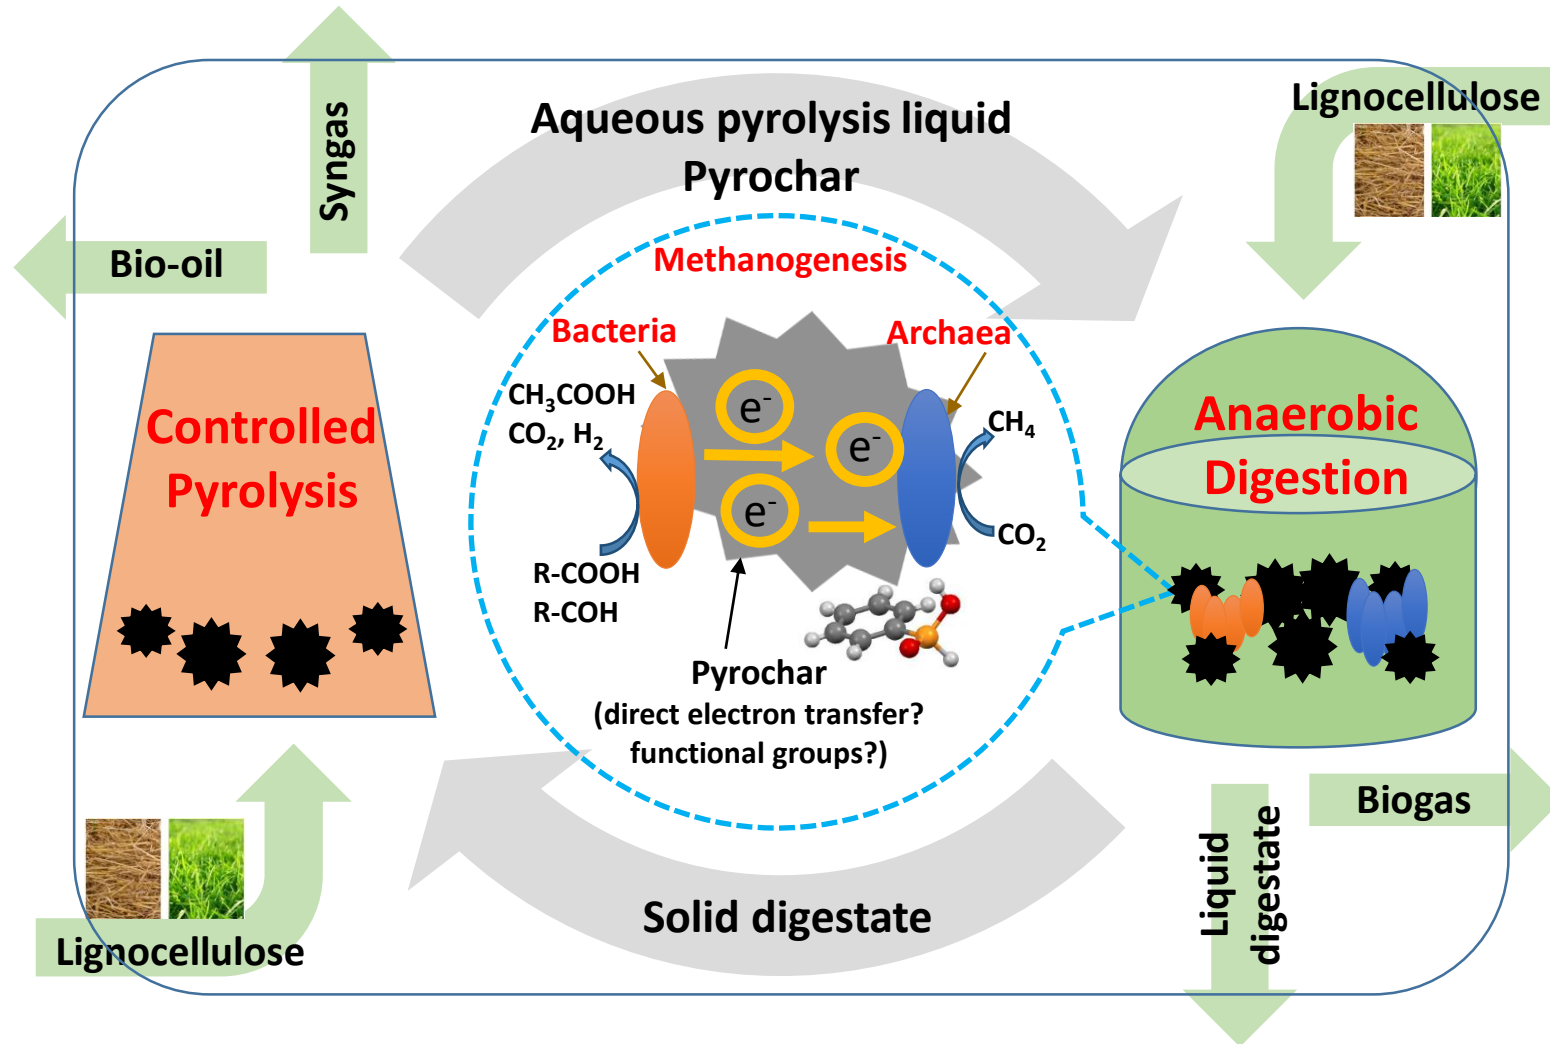 Syngas
Bio-oil
Aqueous pyrolysis liquid
Pyrochar
Lignocellulose
Methanogenesis
Bacteria
Archaea
CH₃COOH
CO₂, H₂
e⁻
e⁻
e⁻
CH₄
CO₂
R-COOH
R-COH
Pyrochar
(direct electron transfer?
functional groups?)
Controlled
Pyrolysis
Anaerobic
Digestion
Lignocellulose
Solid digestate
Liquid
digestate
Biogas